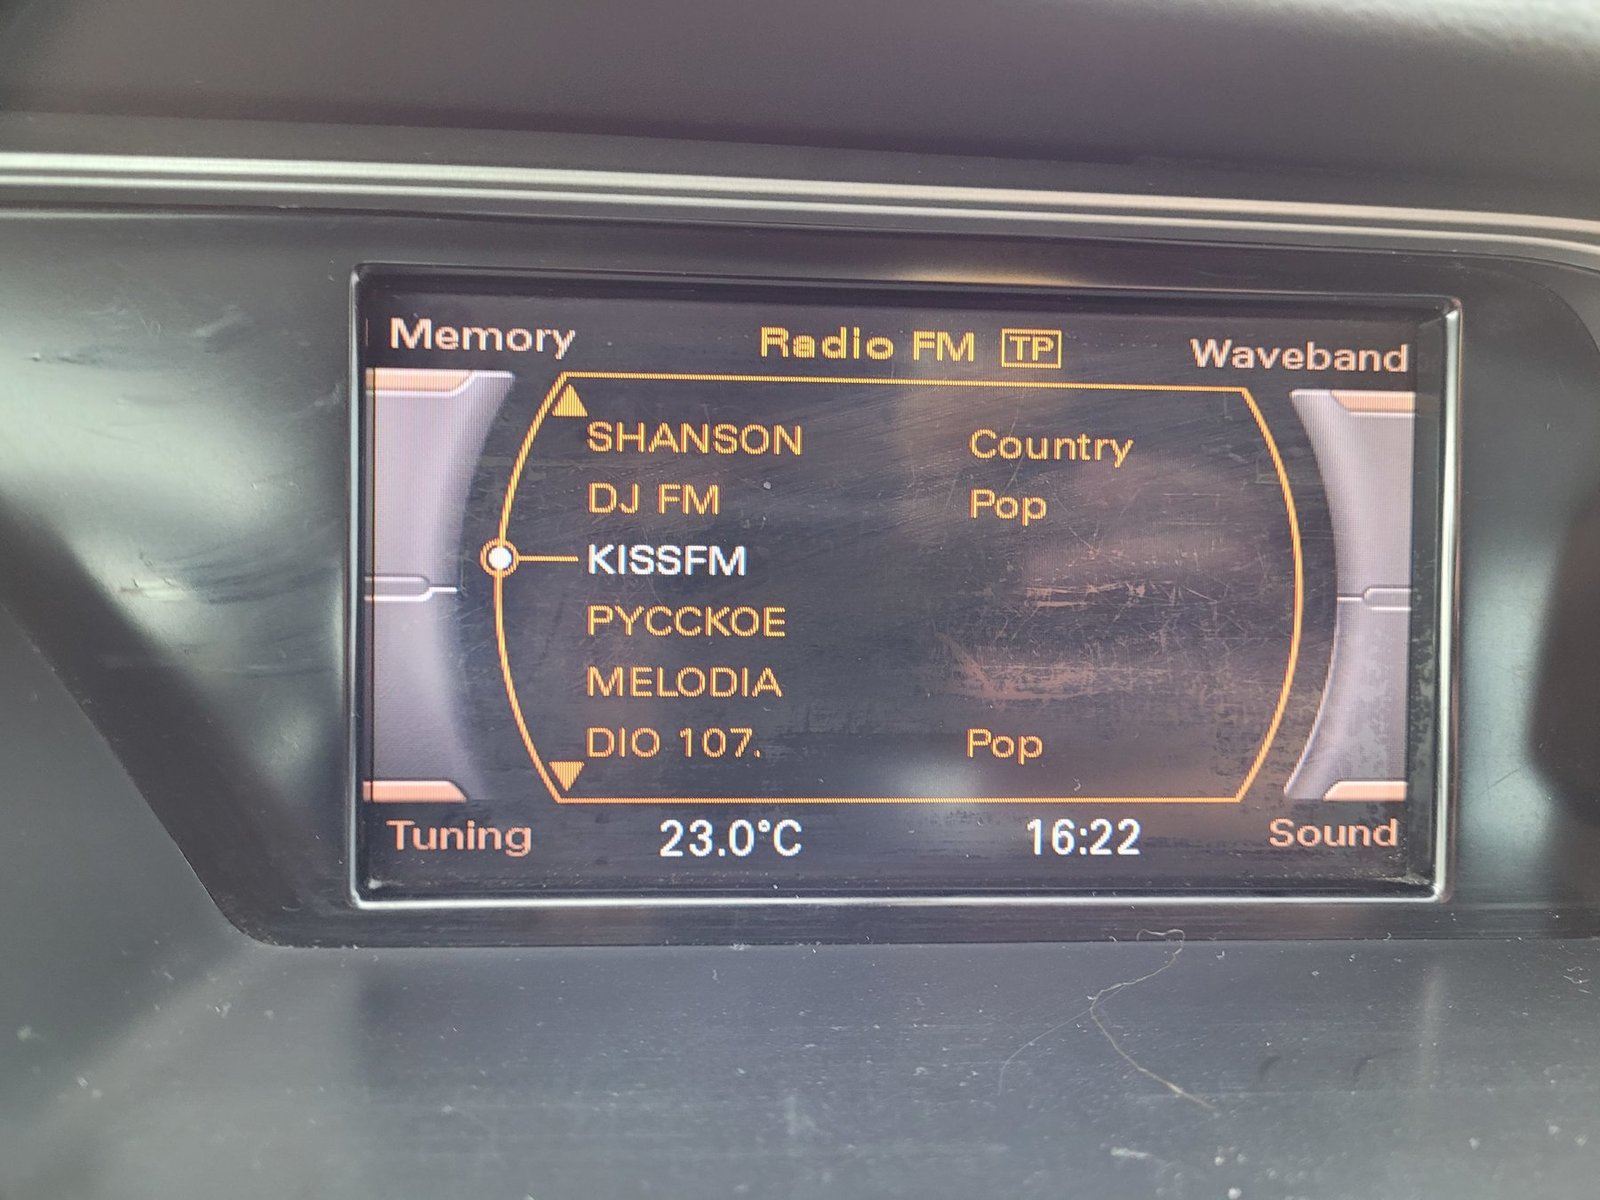 Memory Radio FM TP Waveband
SHANSON Country
DJ FM Pop
KISSFM
PYCCKOE
MELODIA
DIO 107. Pop
Tuning 23.0°C 16:22 Sound